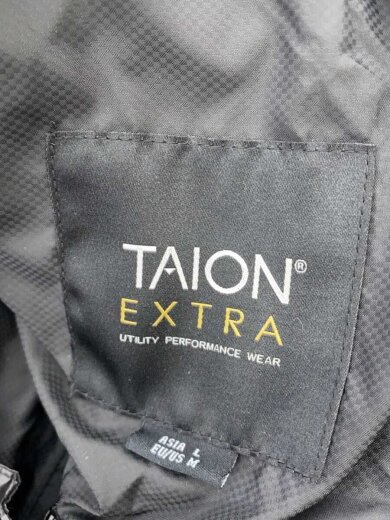 TAION®
EXTRA
UTILITY PERFORMANCE WEAR
ASIA L
EU/US M